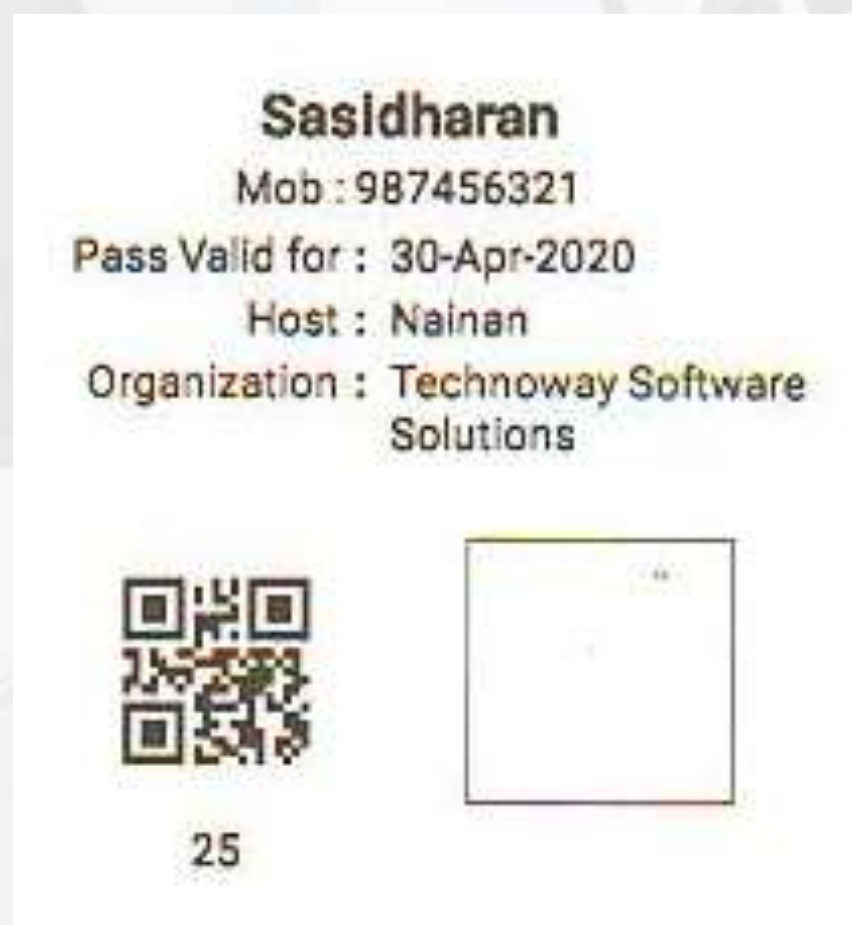 Sasidharan
Mob : 987456321
Pass Valid for : 30-Apr-2020
Host : Nainan
Organization : Technoway Software
Solutions
25